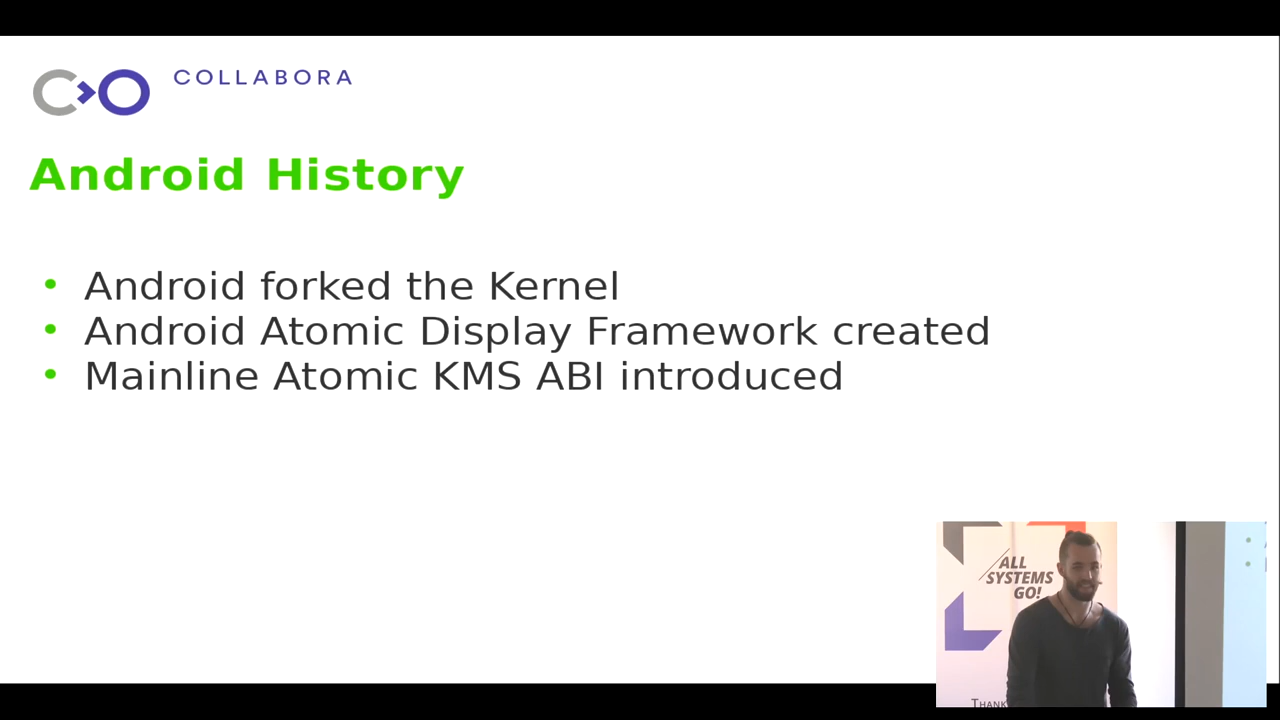 COLLABORA
Android History
• Android forked the Kernel
• Android Atomic Display Framework created
• Mainline Atomic KMS ABI introduced
ALL
SYSTEMS
GO!
THANK